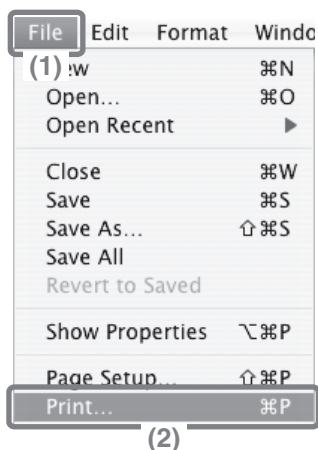 File Edit Format Windo
(1) ew ⌘N
Open... ⌘O
Open Recent ▶
Close ⌘W
Save ⌘S
Save As... ⇧⌘S
Save All
Revert to Saved
Show Properties ⌥⌘P
Page Setup... ⇧⌘P
Print... ⌘P
(2)